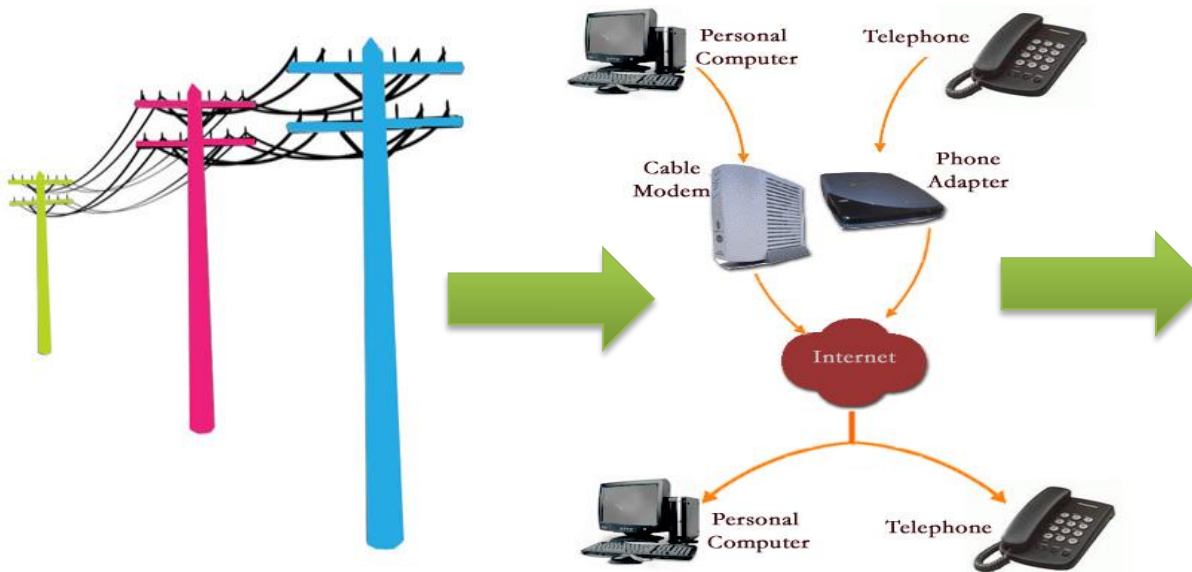 Personal
Computer
Telephone
Cable
Modem
Phone
Adapter
Internet
Personal
Computer
Telephone